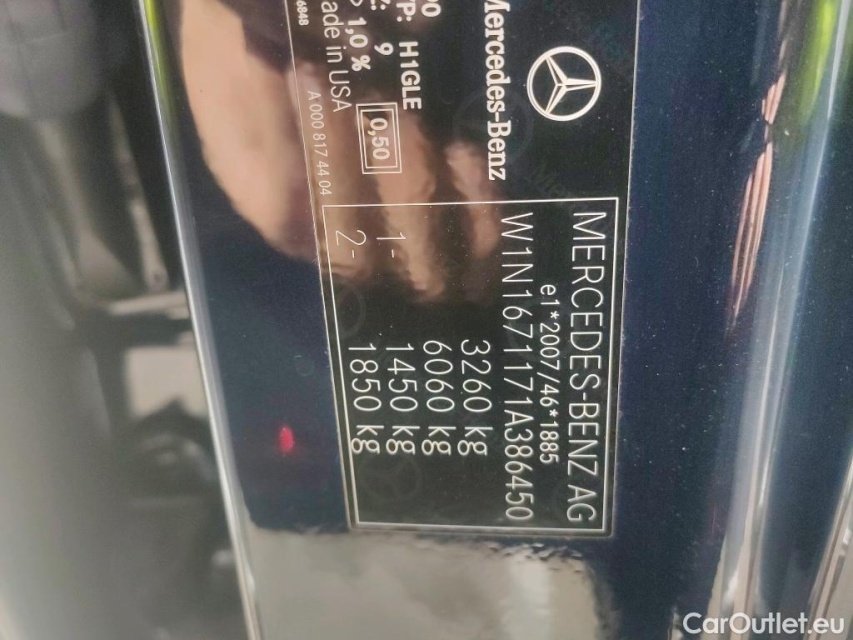 Mercedes-Benz
MERCEDES-BENZ AG
e1*2007/46*1885
W1N1671171A386450
3260 kg
6060 kg
1- 1450 kg
2- 1850 kg
P: H1GLE
: 9
0,50
> 1,0 %
ade in USA
A 000 817 44 04
6848
CarOutlet.eu